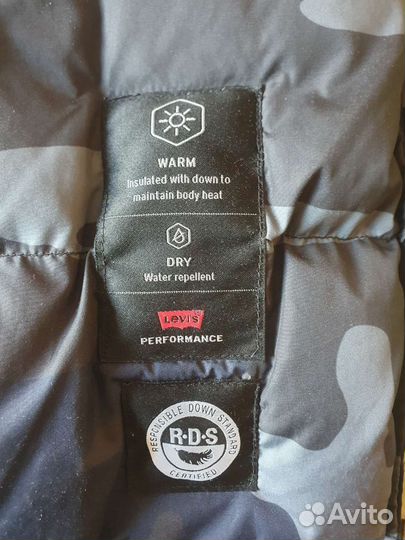 WARM
Insulated with down to
maintain body heat
DRY
Water repellent
Levi's
PERFORMANCE
RESPONSIBLE DOWN STANDARD
R·D·S
CERTIFIED
Avito